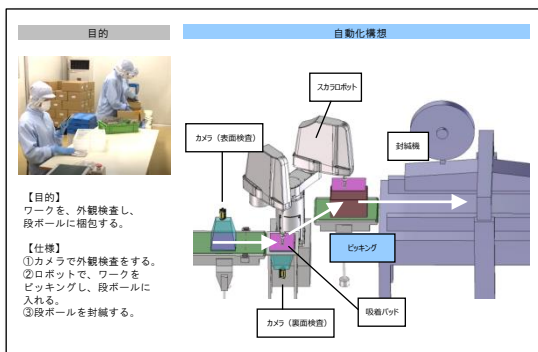 目的
自動化構想
スカラロボット
カメラ（表面検査）
封緘機
【目的】
ワークを、外観検査し、
段ボールに梱包する。
【仕様】
①カメラで外観検査をする。
②ロボットで、ワークを
ピッキングし、段ボールに
入れる。
③段ボールを封緘する。
ピッキング
カメラ（裏面検査）
吸着パッド